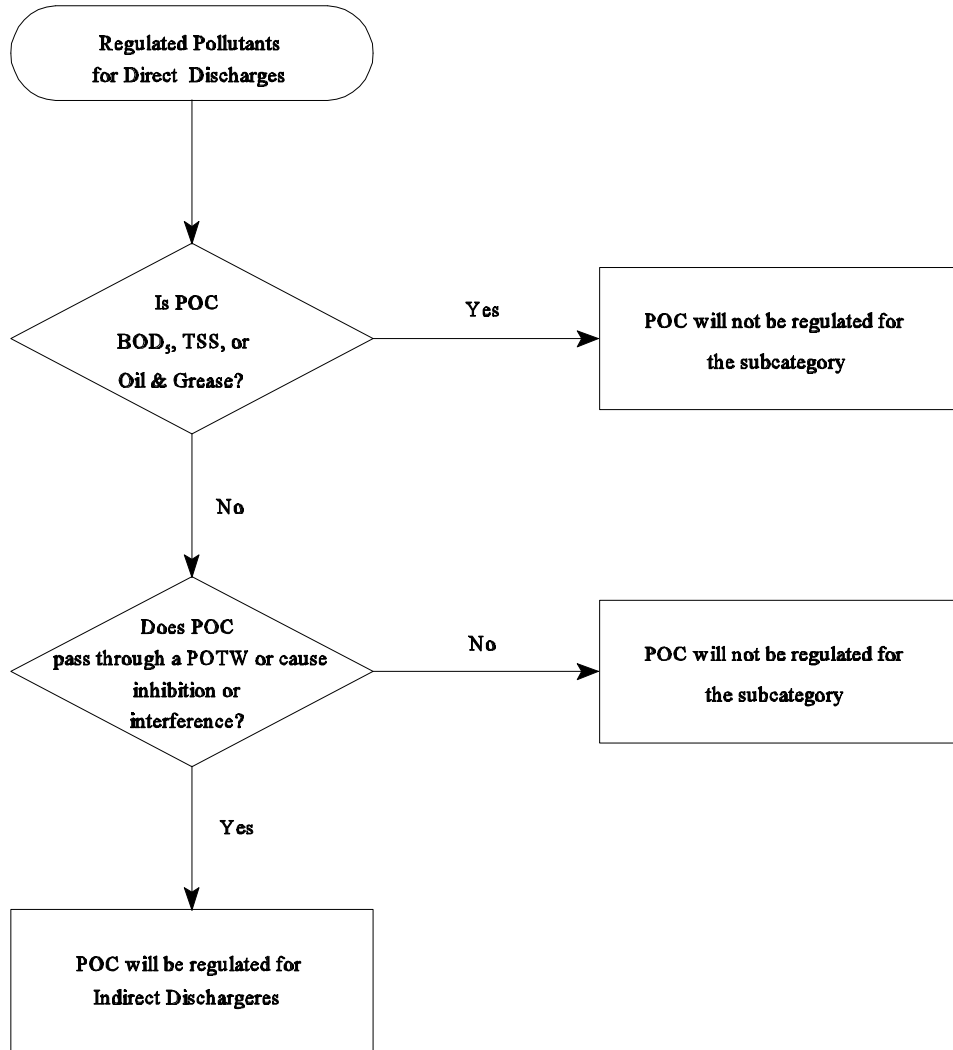 Regulated Pollutants
for Direct Discharges
Is POC
BOD₅, TSS, or
Oil & Grease?
Yes
POC will not be regulated for
the subcategory
No
Does POC
pass through a POTW or cause
inhibition or
interference?
No
POC will not be regulated for
the subcategory
Yes
POC will be regulated for
Indirect Dischargeres